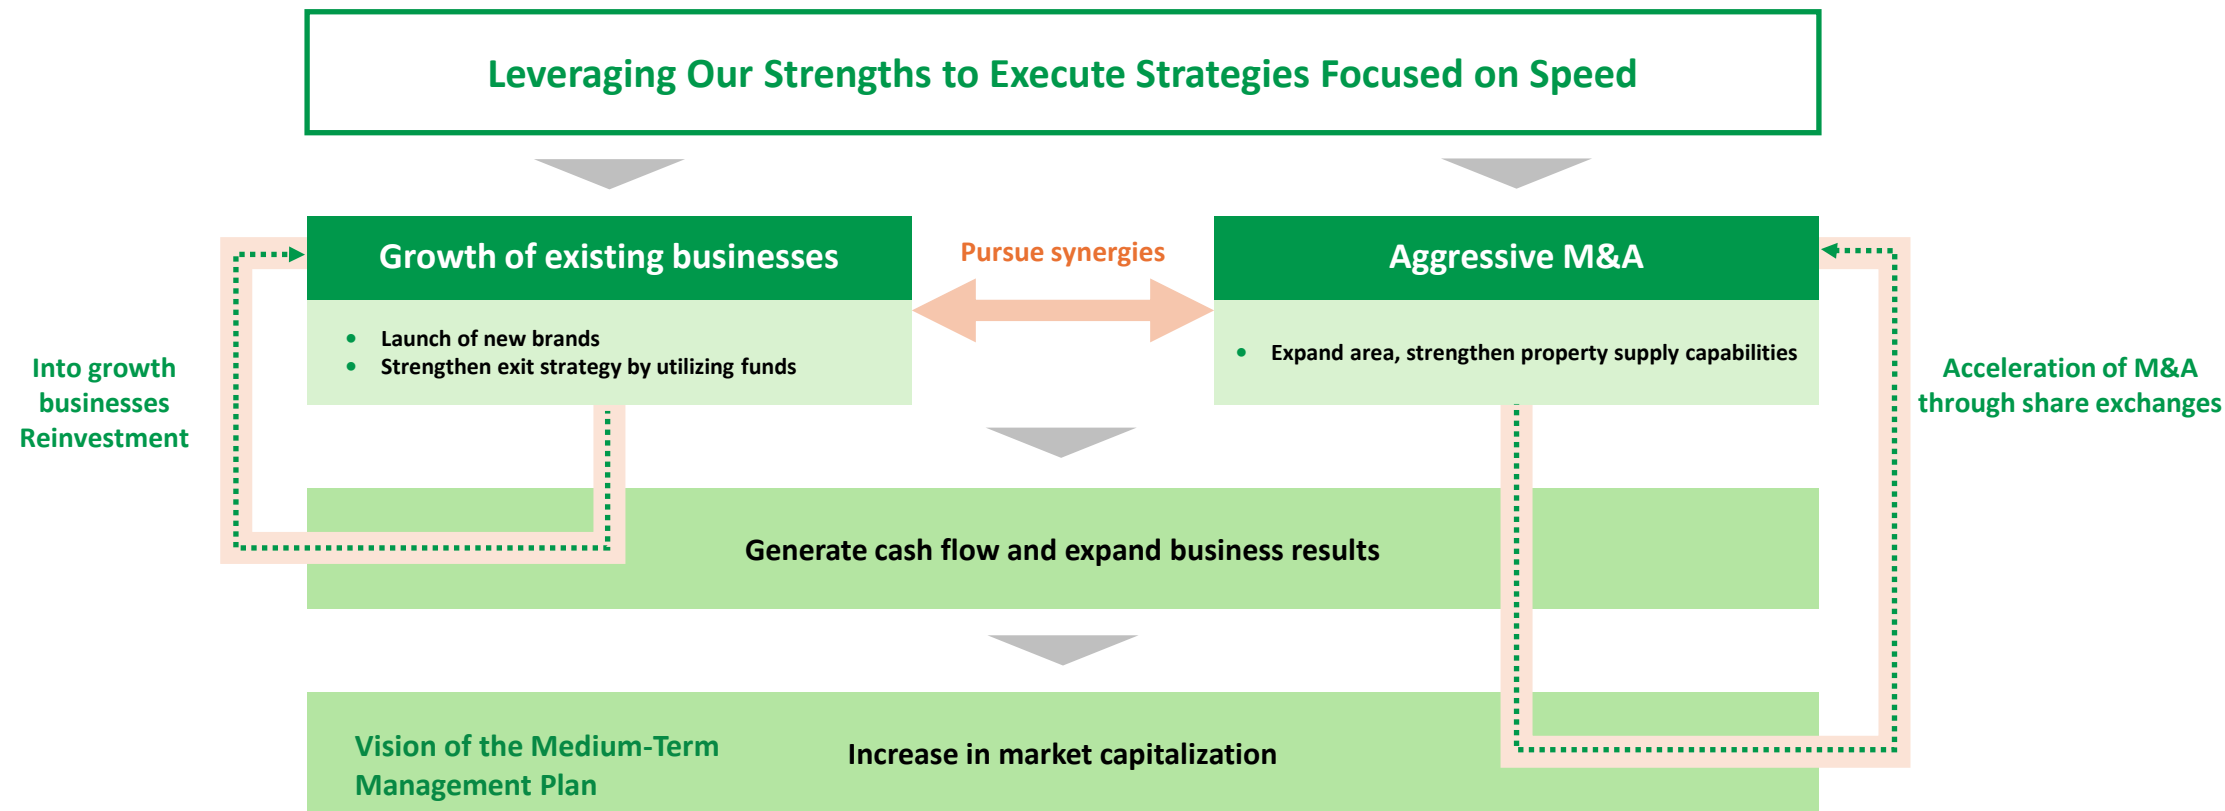 Leveraging Our Strengths to Execute Strategies Focused on Speed
Growth of existing businesses
Pursue synergies
Aggressive M&A
• Launch of new brands
• Strengthen exit strategy by utilizing funds
• Expand area, strengthen property supply capabilities
Into growth
businesses
Reinvestment
Acceleration of M&A
through share exchanges
Generate cash flow and expand business results
Vision of the Medium-Term
Management Plan
Increase in market capitalization